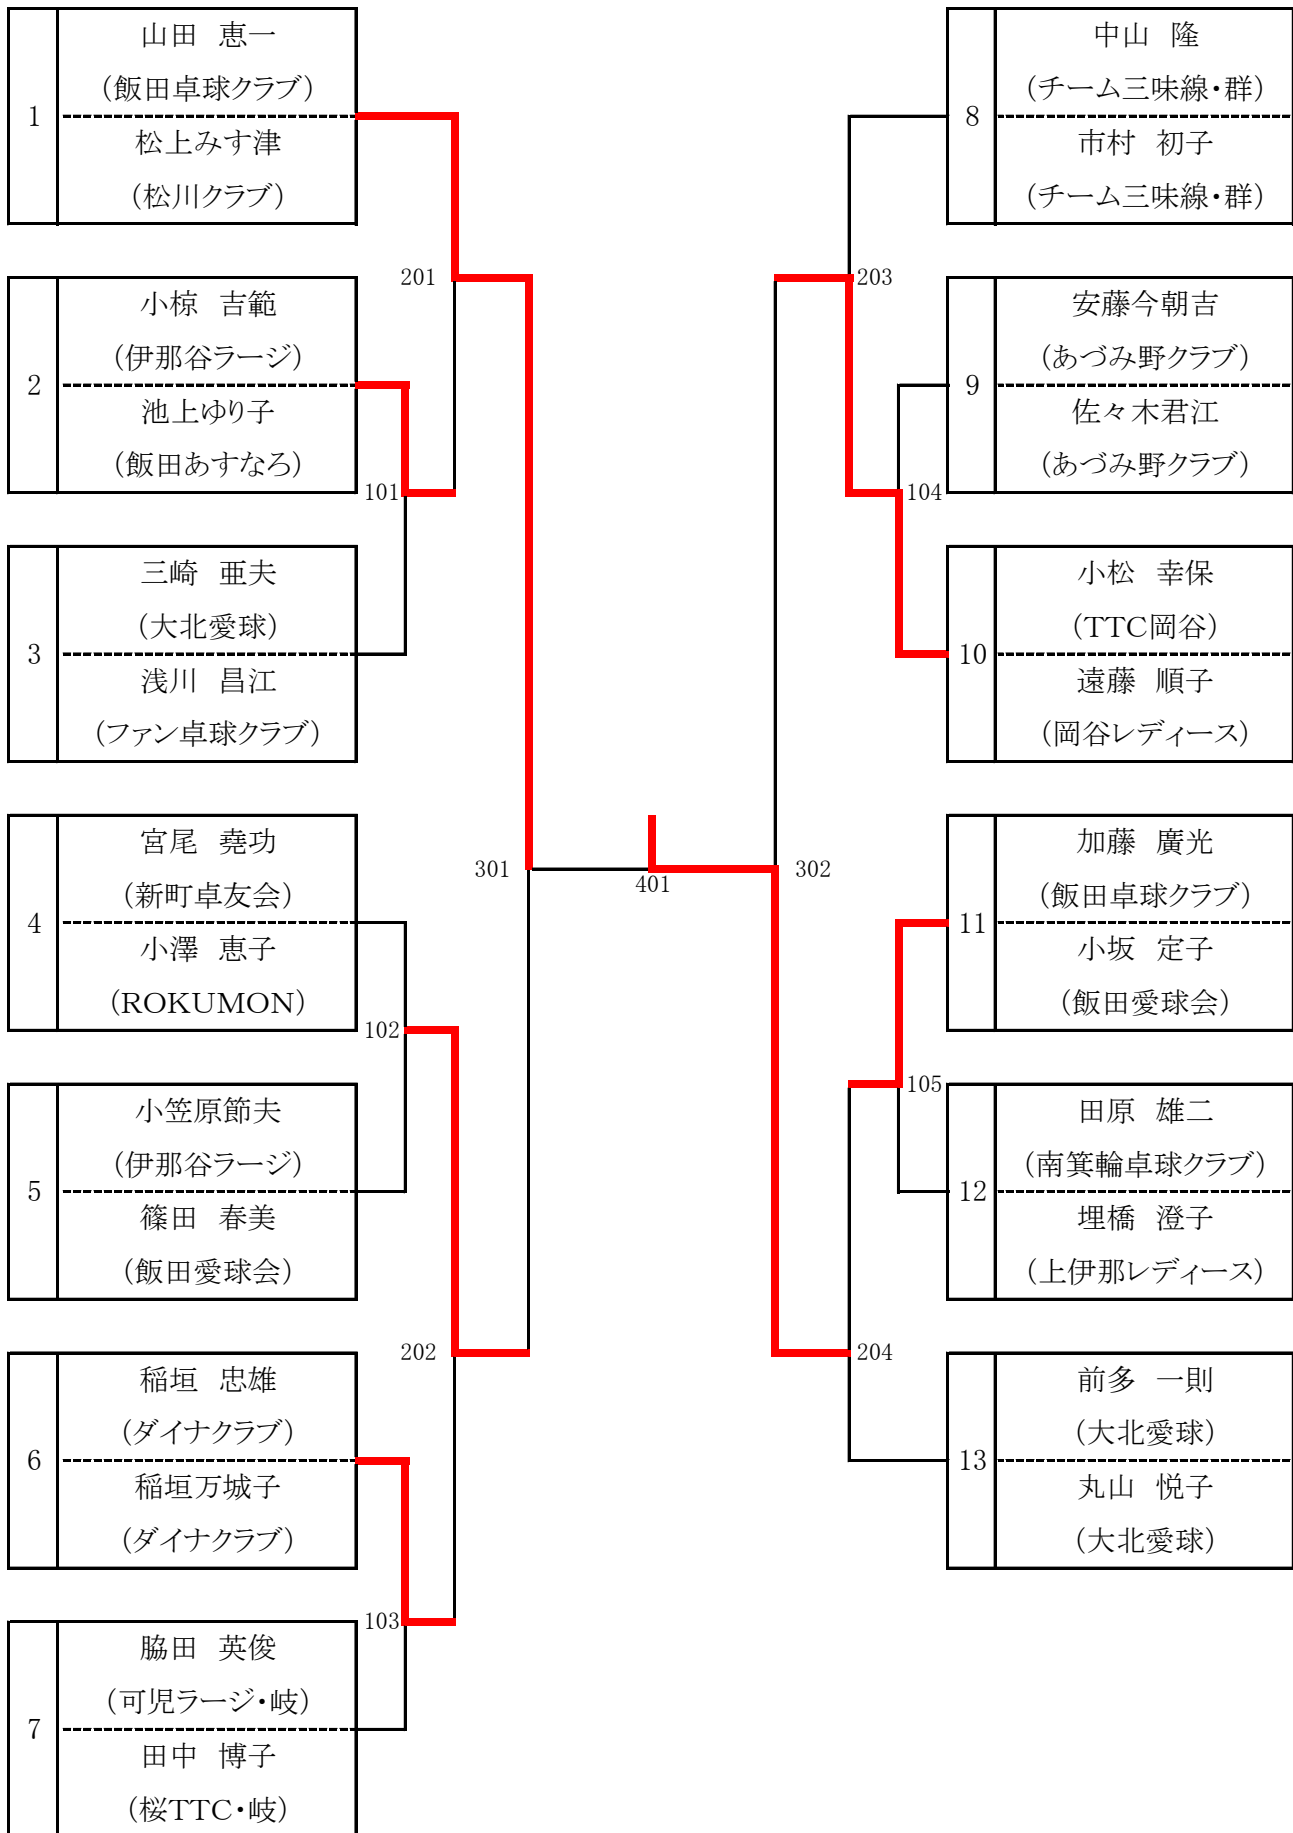 1
山田 恵一
(飯田卓球クラブ)
松上みす津
(松川クラブ)
2
小椋 吉範
(伊那谷ラージ)
池上ゆり子
(飯田あすなろ)
3
三崎 亜夫
(大北愛球)
浅川 昌江
(ファン卓球クラブ)
4
宮尾 堯功
(新町卓友会)
小澤 恵子
(ROKUMON)
5
小笠原節夫
(伊那谷ラージ)
篠田 春美
(飯田愛球会)
6
稲垣 忠雄
(ダイナクラブ)
稲垣万城子
(ダイナクラブ)
7
脇田 英俊
(可児ラージ・岐)
田中 博子
(桜TTC・岐)
101
102
103
201
202
301
401
302
203
204
104
105
8
中山 隆
(チーム三味線・群)
市村 初子
(チーム三味線・群)
9
安藤今朝吉
(あづみ野クラブ)
佐々木君江
(あづみ野クラブ)
10
小松 幸保
(TTC岡谷)
遠藤 順子
(岡谷レディース)
11
加藤 廣光
(飯田卓球クラブ)
小坂 定子
(飯田愛球会)
12
田原 雄二
(南箕輪卓球クラブ)
埋橋 澄子
(上伊那レディース)
13
前多 一則
(大北愛球)
丸山 悦子
(大北愛球)